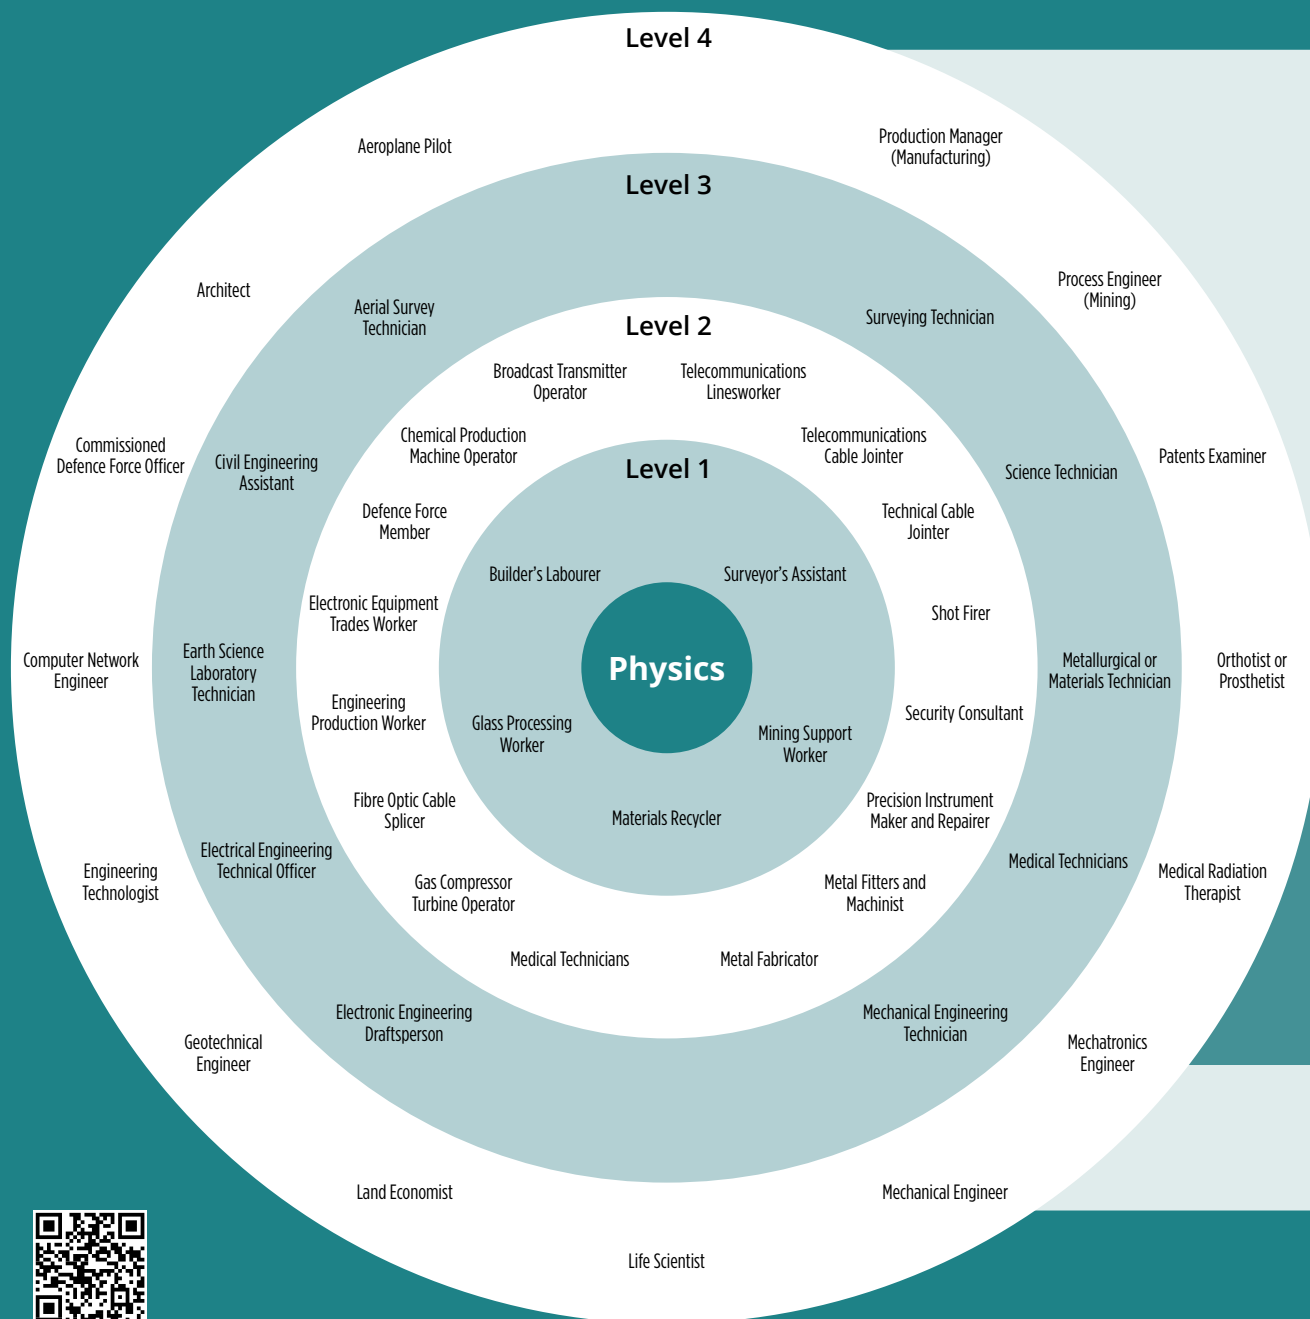 Level 4
Aeroplane Pilot
Production Manager
(Manufacturing)
Architect
Process Engineer
(Mining)
Commissioned
Defence Force Officer
Patents Examiner
Computer Network
Engineer
Orthotist or
Prosthetist
Engineering
Technologist
Medical Radiation
Therapist
Geotechnical
Engineer
Mechatronics
Engineer
Land Economist
Mechanical Engineer
Life Scientist
Level 3
Aerial Survey
Technician
Surveying Technician
Civil Engineering
Assistant
Science Technician
Earth Science
Laboratory
Technician
Metallurgical or
Materials Technician
Electrical Engineering
Technical Officer
Medical Technicians
Electronic Engineering
Draftsperson
Mechanical Engineering
Technician
Level 2
Broadcast Transmitter
Operator
Telecommunications
Linesworker
Chemical Production
Machine Operator
Telecommunications
Cable Jointer
Defence Force
Member
Technical Cable
Jointer
Electronic Equipment
Trades Worker
Shot Firer
Engineering
Production Worker
Security Consultant
Fibre Optic Cable
Splicer
Precision Instrument
Maker and Repairer
Gas Compressor
Turbine Operator
Metal Fitters and
Machinist
Medical Technicians
Metal Fabricator
Level 1
Builder's Labourer
Surveyor's Assistant
Glass Processing
Worker
Mining Support
Worker
Materials Recycler
Physics